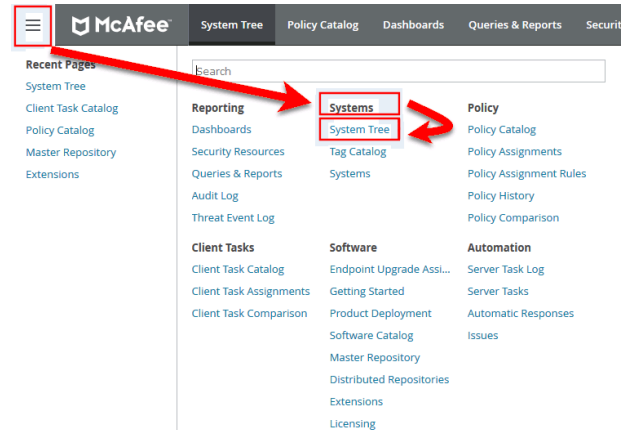 McAfee™ System Tree Policy Catalog Dashboards Queries & Reports Securit
Recent Pages
System Tree
Client Task Catalog
Policy Catalog
Master Repository
Extensions
Search
Reporting
Dashboards
Security Resources
Queries & Reports
Audit Log
Threat Event Log
Systems
System Tree
Tag Catalog
Systems
Policy
Policy Catalog
Policy Assignments
Policy Assignment Rules
Policy History
Policy Comparison
Client Tasks
Client Task Catalog
Client Task Assignments
Client Task Comparison
Software
Endpoint Upgrade Assi...
Getting Started
Product Deployment
Software Catalog
Master Repository
Distributed Repositories
Extensions
Licensing
Automation
Server Task Log
Server Tasks
Automatic Responses
Issues